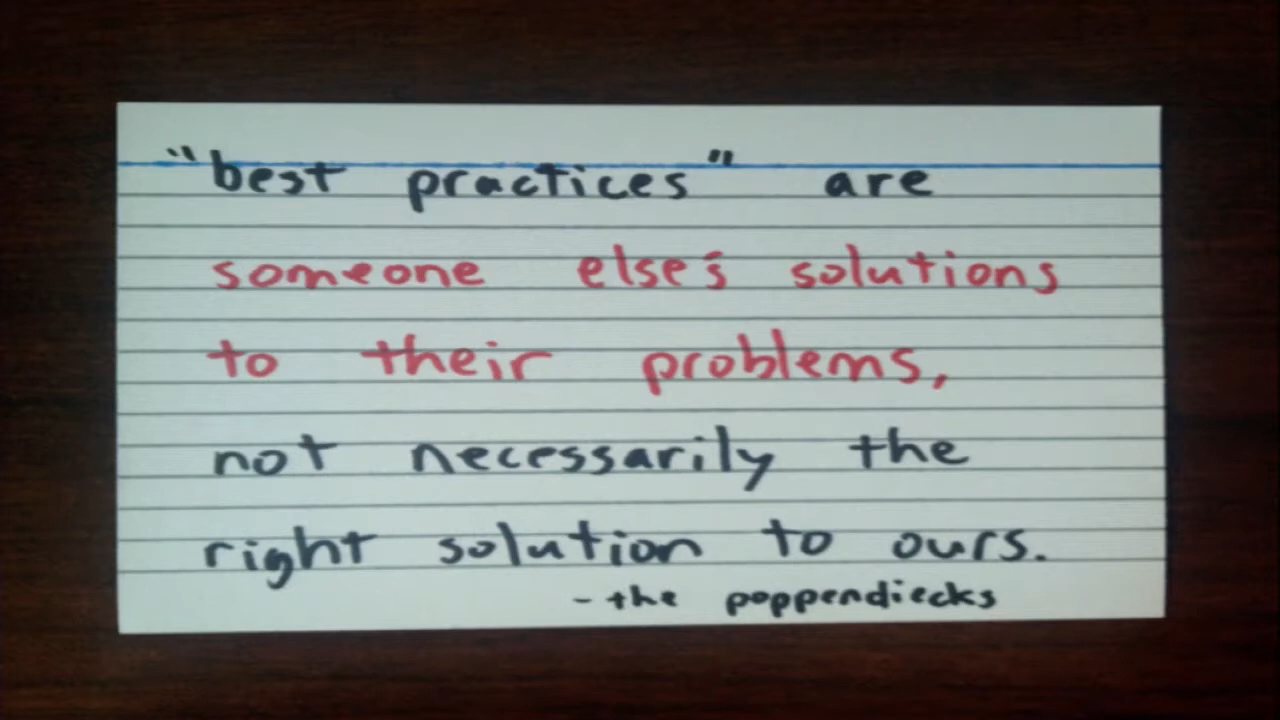 "best practices" are
someone else's solutions
to their problems,
not necessarily the
right solution to ours.
- the poppendiecks